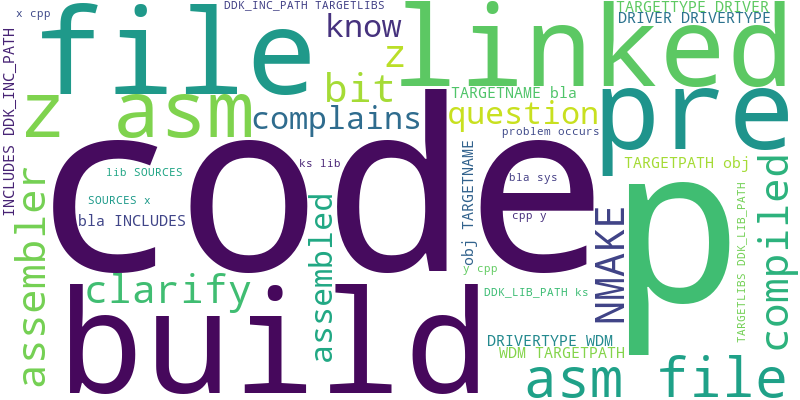 x cpp
DDK_INC_PATH TARGETLIBS
TARGETTYPE DRIVER
DRIVER DRIVERTYPE
file
know
linked
z
INCLUDES DDK_INC_PATH
z asm
bit
TARGETNAME bla
pre
complains
question
problem occurs
code
ks lib
TARGETPATH obj
lib SOURCES
bla sys
SOURCES x
assembler
bla INCLUDES
assembled
obj TARGETNAME
cpp y
NMAKE
p
TARGETLIBS DDK_LIB_PATH
compiled
y cpp
clarify
build
DDK_LIB_PATH ks
DRIVERTYPE WDM
WDM TARGETPATH
asm file